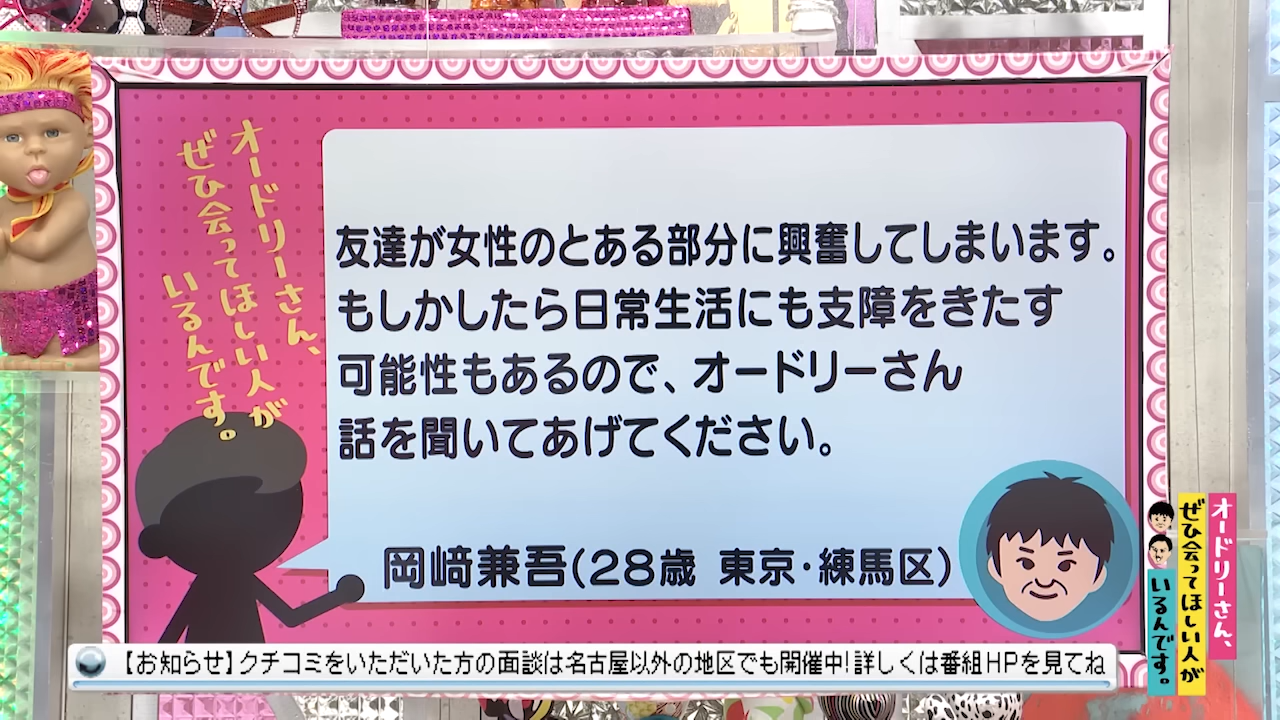 オードリーさん、
ぜひ会ってほしい人が
いるんです。
友達が女性のとある部分に興奮してしまいます。
もしかしたら日常生活にも支障をきたす
可能性もあるので、オードリーさん
話を聞いてあげてください。
岡﨑兼吾(28歳 東京・練馬区)
オードリーさん、
ぜひ会ってほしい人が
いるんです。
【お知らせ】クチコミをいただいた方の面談は名古屋以外の地区でも開催中!詳しくは番組HPを見てね